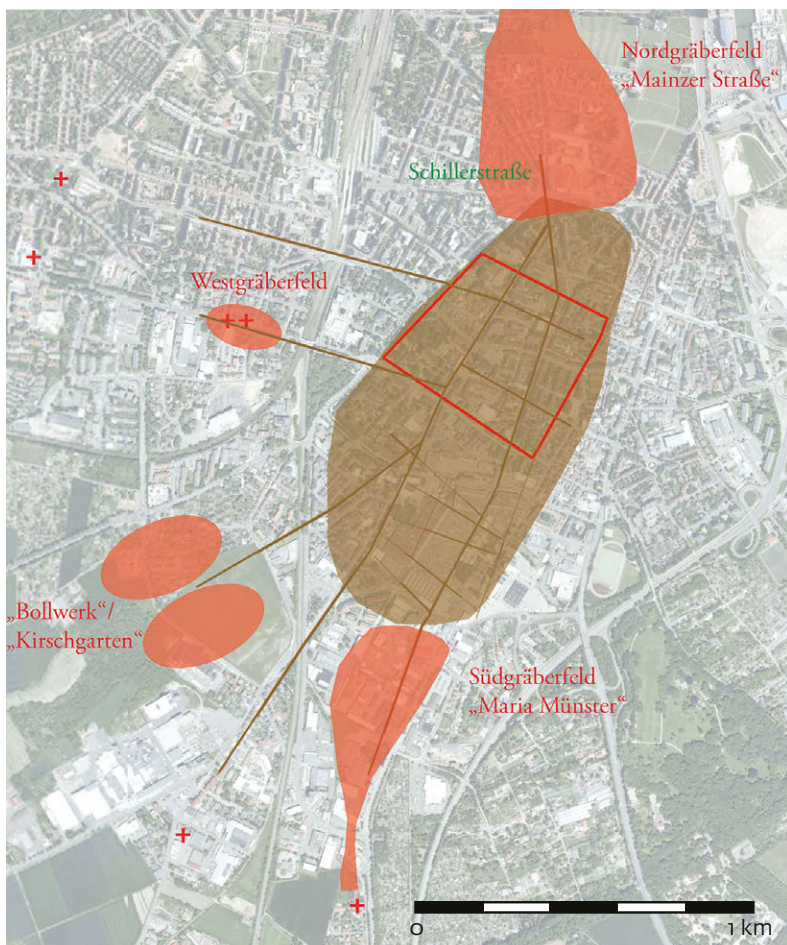 Nordgräberfeld
„Mainzer Straße“
Schillerstraße
Westgräberfeld
„Bollwerk“/
„Kirschgarten“
Südgräberfeld
„Maria Münster“
0 1 km